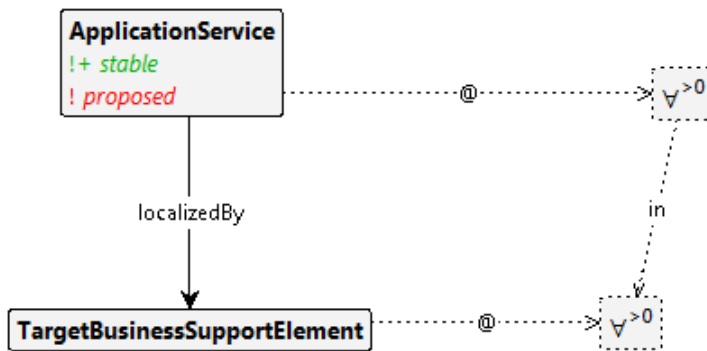 ApplicationService
!+ stable
! proposed
@
∀>0
localizedBy
in
TargetBusinessSupportElement
@
∀>0